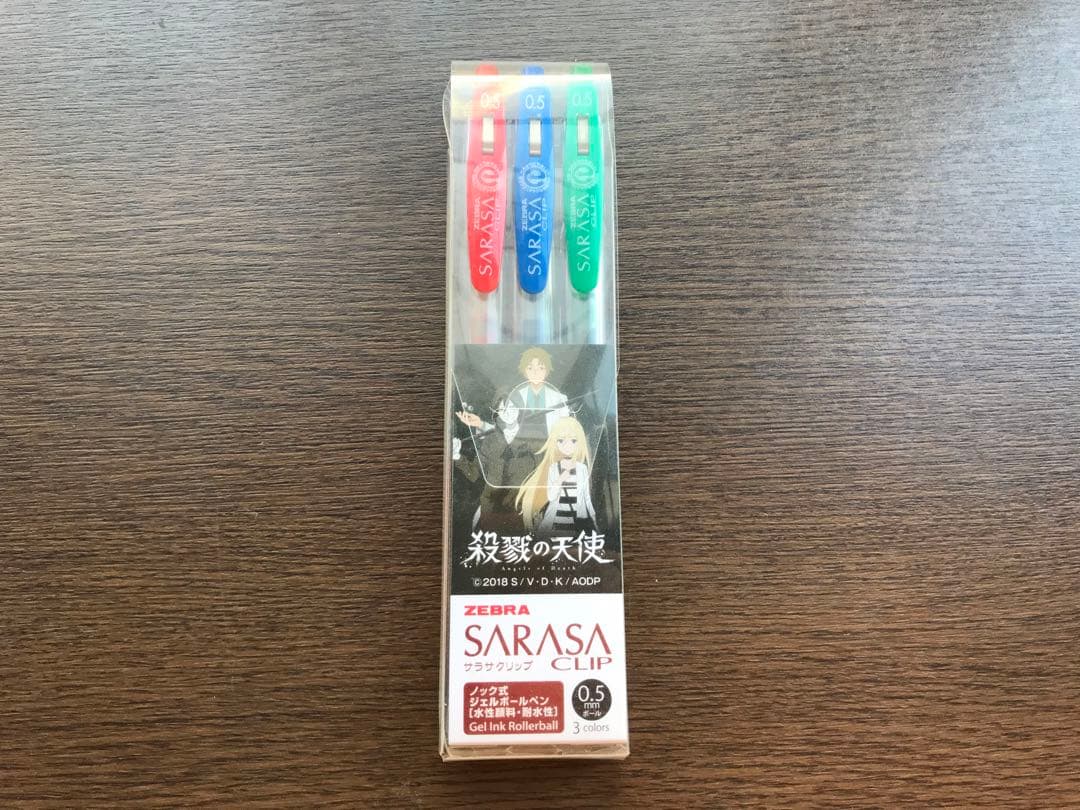 0.5
0.5
0.5
ZEBRA
SARASA
CLIP
ZEBRA
SARASA
CLIP
ZEBRA
SARASA
CLIP
殺戮の天使
Angels of Death
©2018 S/V・D・K/AODP
ZEBRA
SARASA
サラサクリップ CLIP
ノック式
ジェルボールペン
[水性顔料・耐水性]
Gel Ink Rollerball
0.5
mm
ボール
3 colors